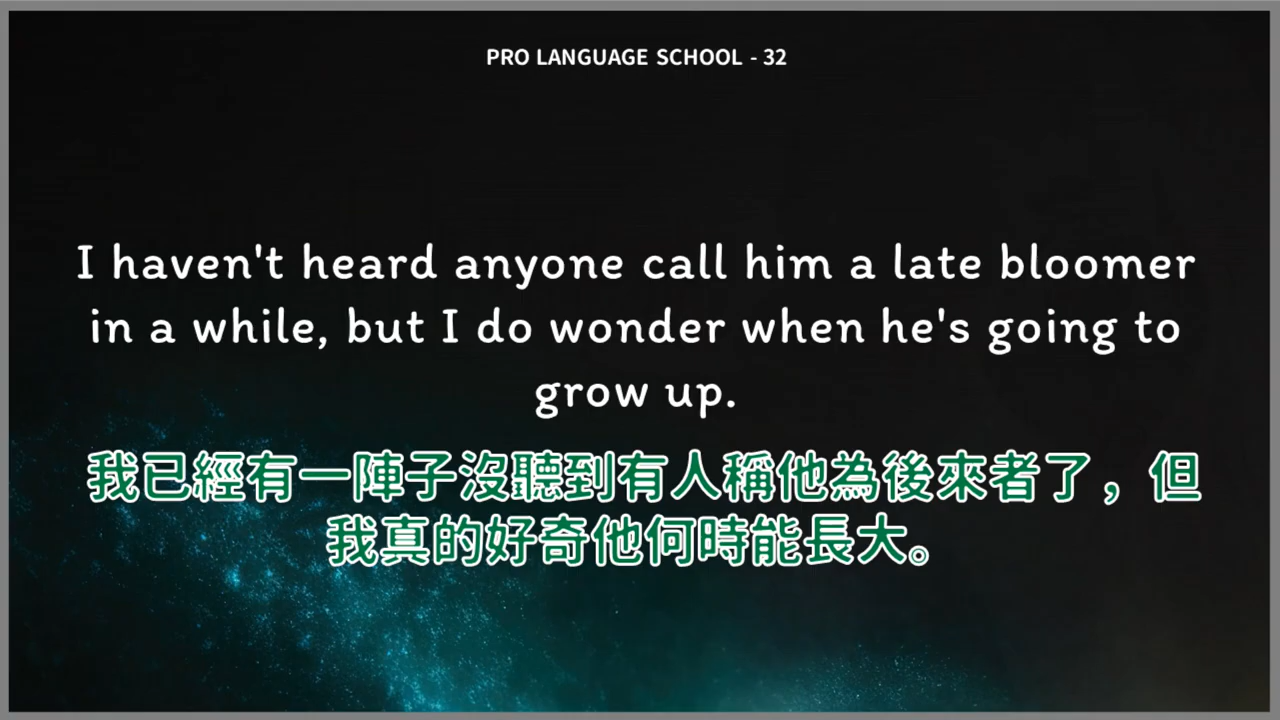 PRO LANGUAGE SCHOOL - 32
I haven't heard anyone call him a late bloomer
in a while, but I do wonder when he's going to
grow up.
我已經有一陣子沒聽到有人稱他為後來者了，但
我真的好奇他何時能長大。